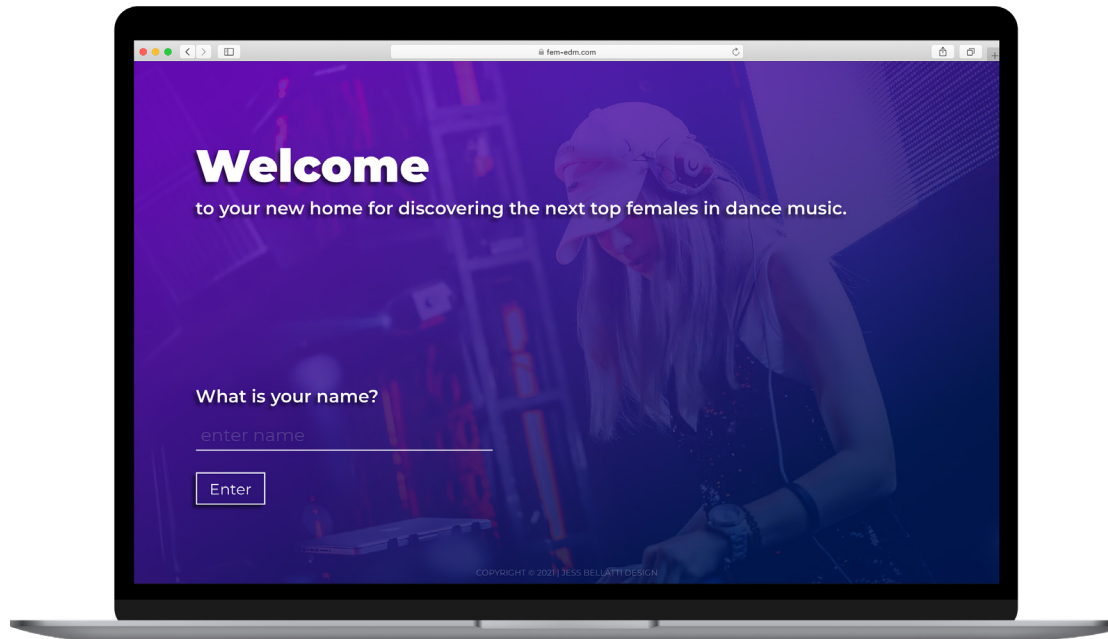 fem-edm.com
Welcome
to your new home for discovering the next top females in dance music.
What is your name?
enter name
Enter
COPYRIGHT © 2021 | JESS BELLATTI DESIGN